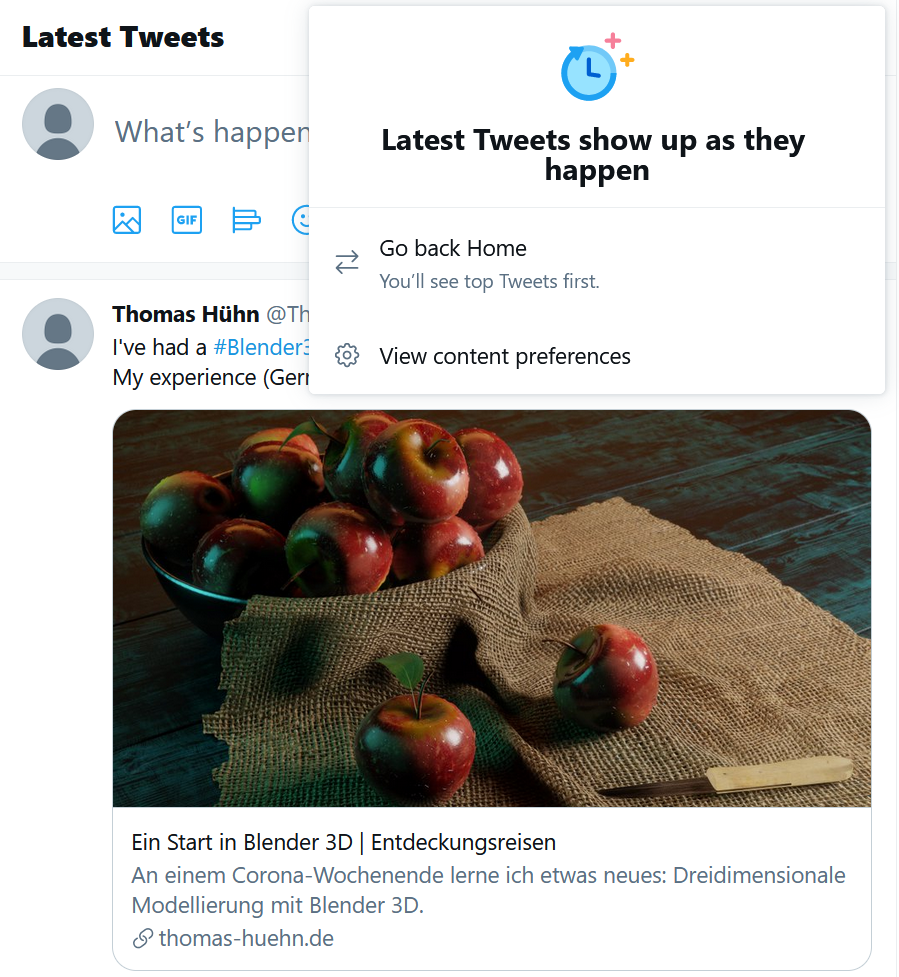 Latest Tweets
What's happen
GIF
Latest Tweets show up as they
happen
Go back Home
You'll see top Tweets first.
View content preferences
Thomas Hühn @Th
I've had a #Blender3
My experience (Ger
Ein Start in Blender 3D | Entdeckungsreisen
An einem Corona-Wochenende lerne ich etwas neues: Dreidimensionale
Modellierung mit Blender 3D.
thomas-huehn.de